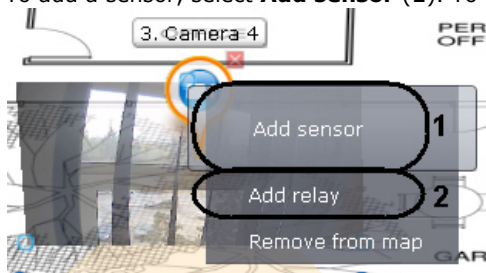 To add a sensor, select Add sensor (1). To
3. Camera 4
PER
OFF
Add sensor 1
Add relay 2
Remove from map
GAR